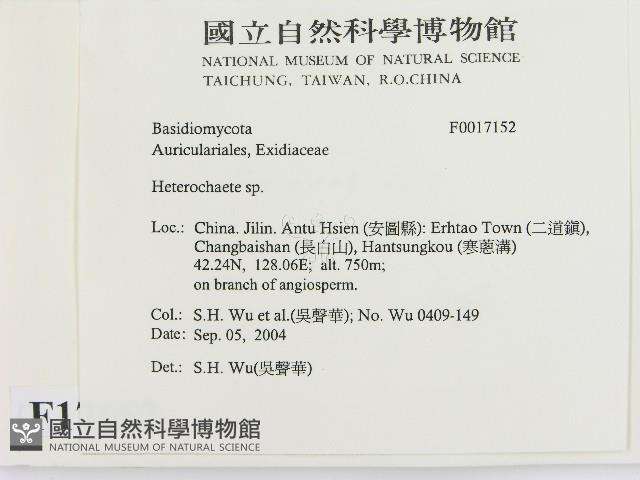 國立自然科學博物館
NATIONAL MUSEUM OF NATURAL SCIENCE
TAICHUNG, TAIWAN, R.O.CHINA
Basidiomycota F0017152
Auriculariales, Exidiaceae
Heterochaete sp.
Loc.: China. Jilin. Antu Hsien (安圖縣): Erhtao Town (二道鎮),
Changbaishan (長白山), Hantsungkou (寒蔥溝)
42.24N, 128.06E; alt. 750m;
on branch of angiosperm.
Col.: S.H. Wu et al.(吳聲華); No. Wu 0409-149
Date: Sep. 05, 2004
Det.: S.H. Wu(吳聲華)
國立自然科學博物館
NATIONAL MUSEUM OF NATURAL SCIENCE